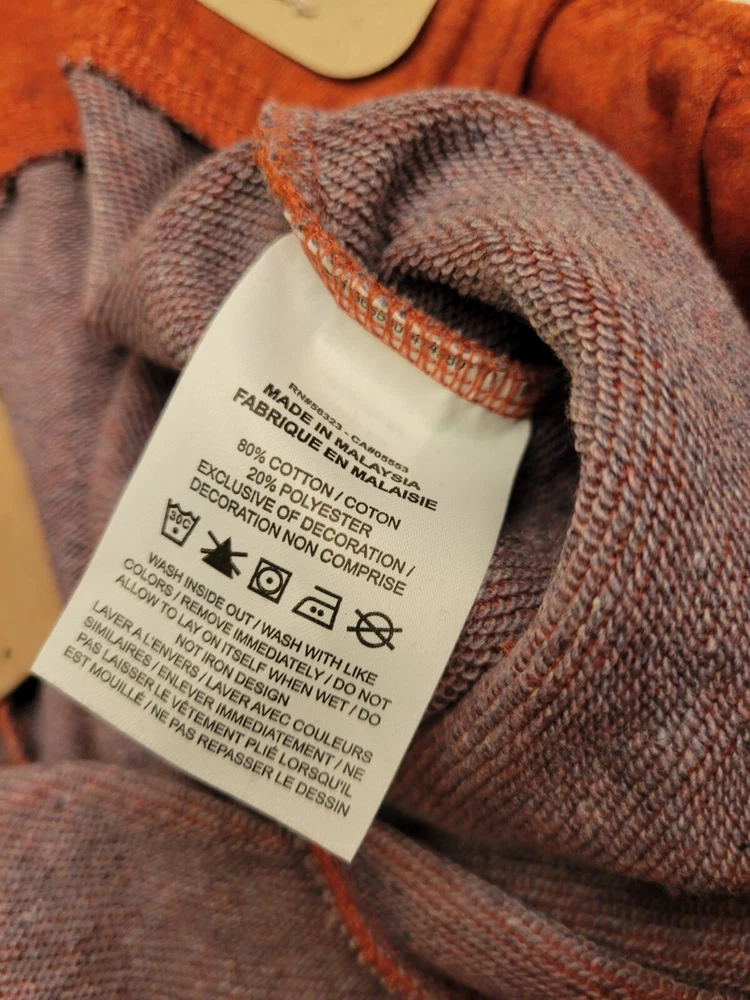 RN#56323 - CA#05553
MADE IN MALAYSIA
FABRIQUE EN MALAISIE
80% COTTON / COTON
20% POLYESTER
EXCLUSIVE OF DECORATION /
DECORATION NON COMPRISE
30C
WASH INSIDE OUT / WASH WITH LIKE
COLORS / REMOVE IMMEDIATELY / DO NOT
ALLOW TO LAY ON ITSELF WHEN WET / DO
NOT IRON DESIGN
LAVER A L'ENVERS / LAVER AVEC COULEURS
SIMILAIRES / ENLEVER IMMEDIATEMENT / NE
PAS LAISSER LE VÊTEMENT PLIÉ LORSQU'IL
EST MOUILLÉ / NE PAS REPASSER LE DESSIN